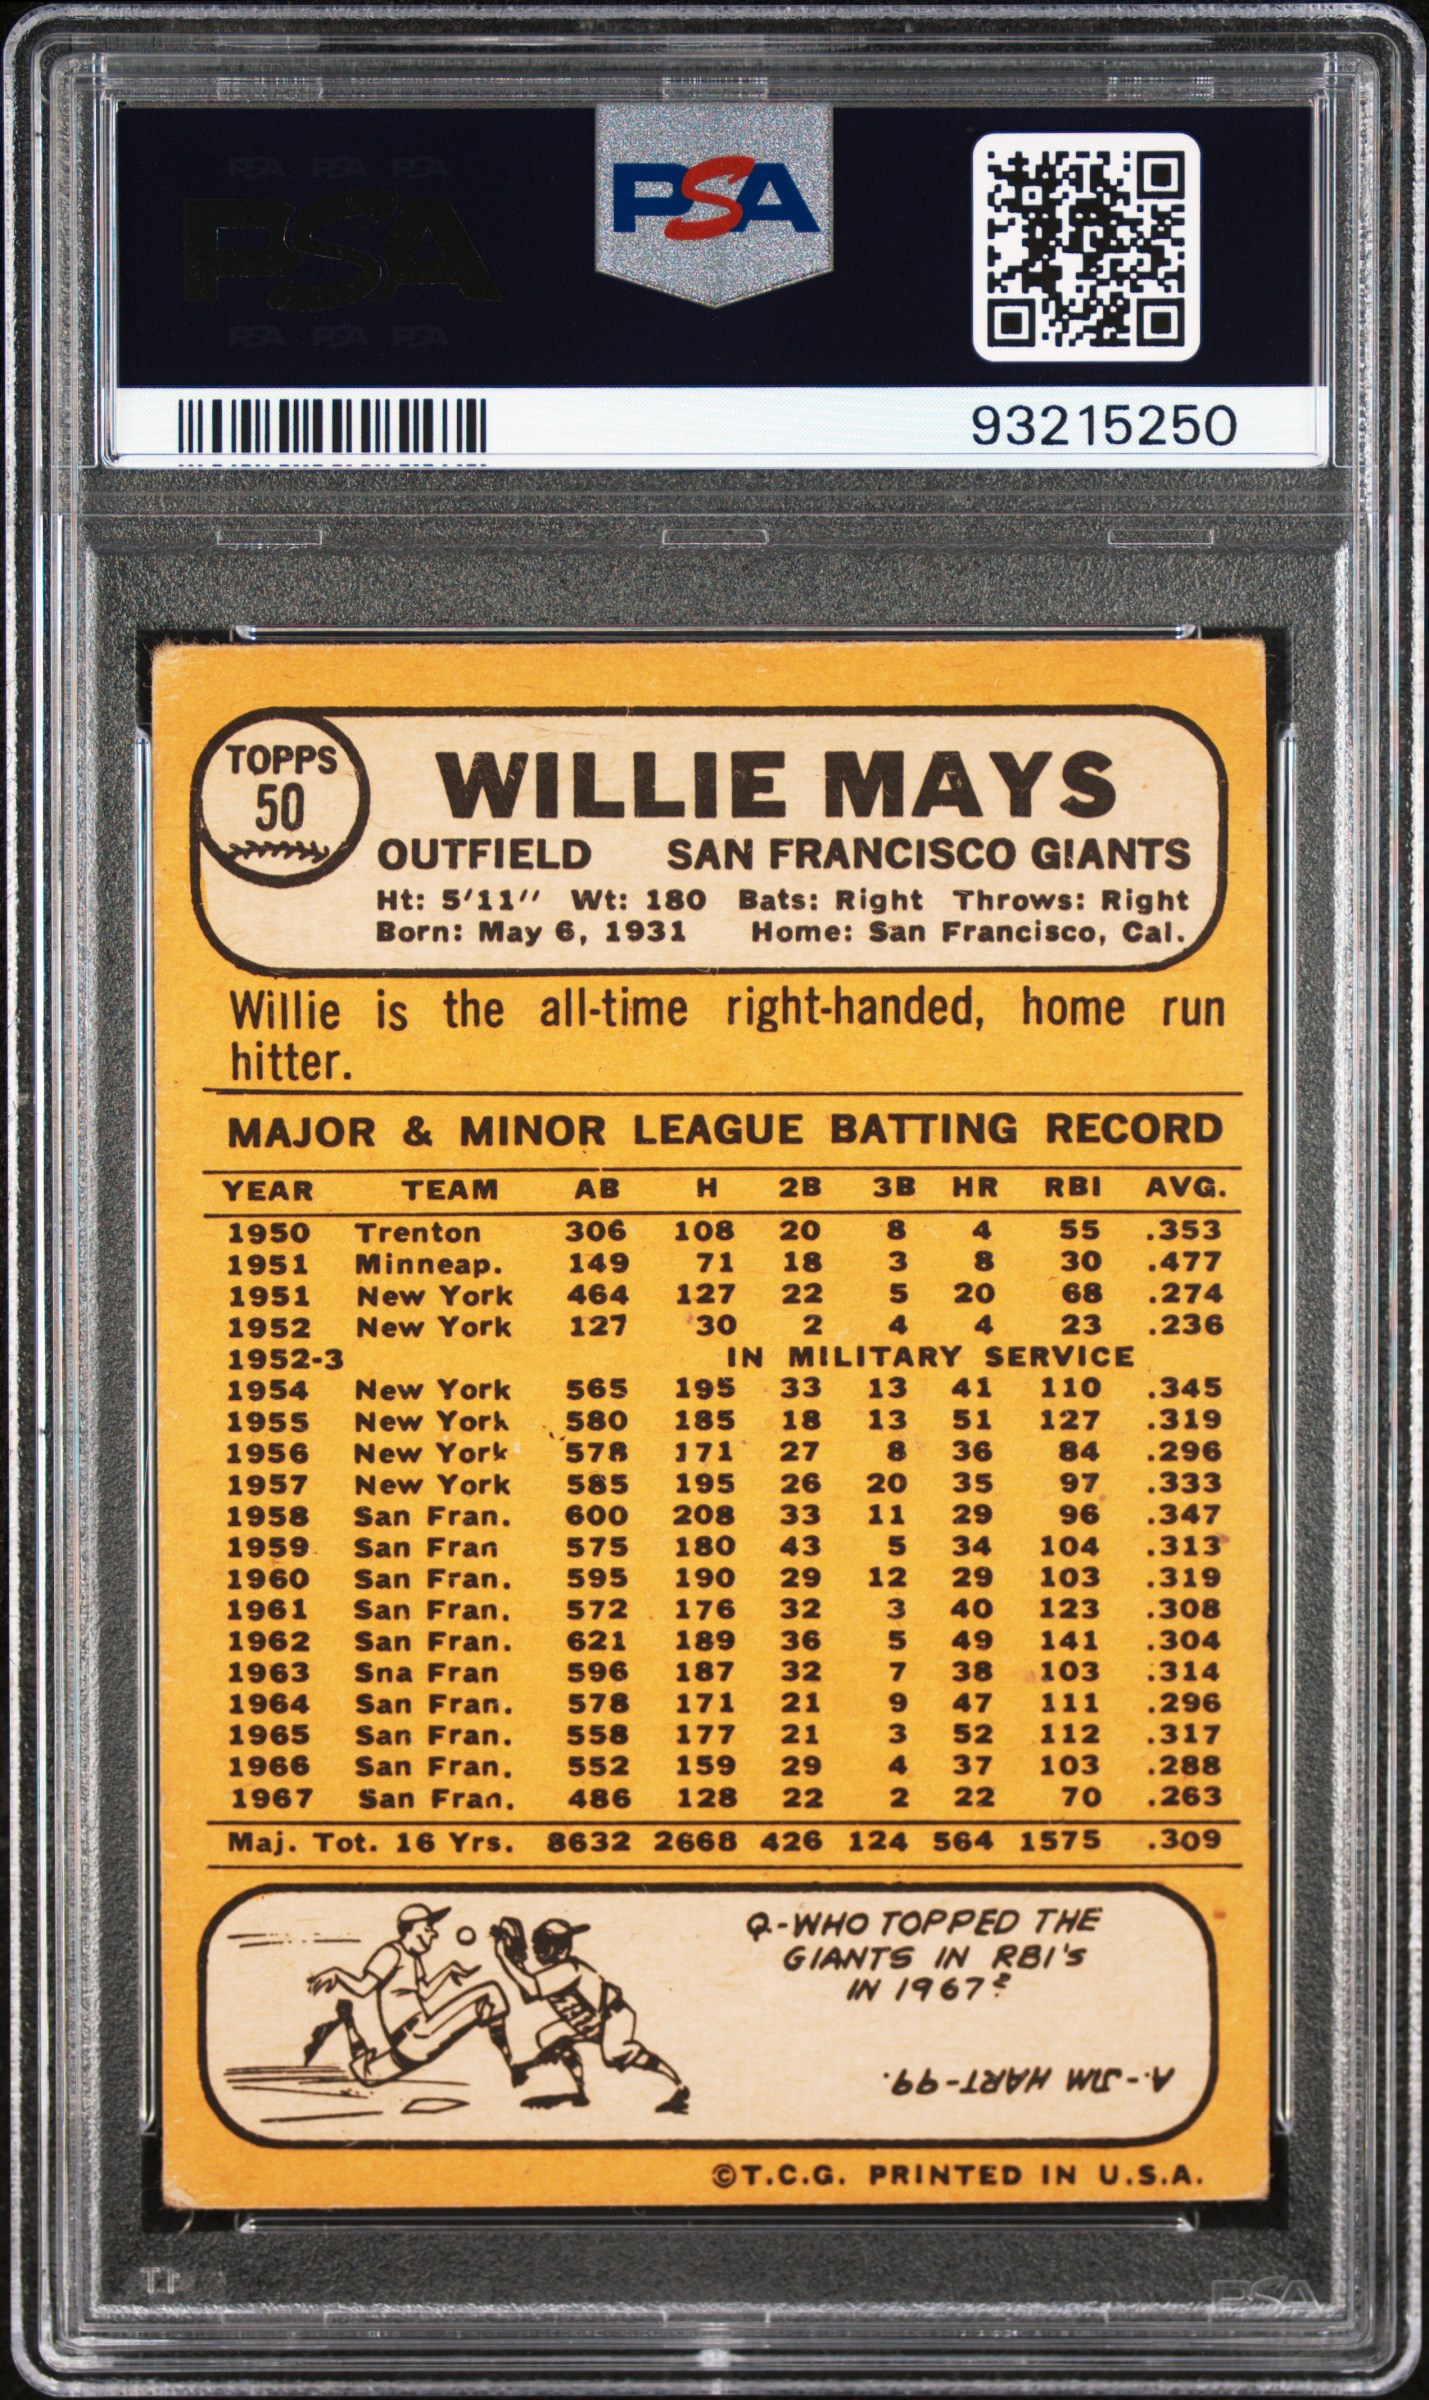 PSA PSA PSA
PSA
PSA PSA PSA
PSA
93215250
TOPPS
50
WILLIE MAYS
OUTFIELD SAN FRANCISCO GIANTS
Ht: 5'11" Wt: 180 Bats: Right Throws: Right
Born: May 6, 1931 Home: San Francisco, Cal.
Willie is the all-time right-handed, home run
hitter.
MAJOR & MINOR LEAGUE BATTING RECORD
YEAR TEAM AB H 2B 3B HR RBI AVG.
1950 Trenton 306 108 20 8 4 55 .353
1951 Minneap. 149 71 18 3 8 30 .477
1951 New York 464 127 22 5 20 68 .274
1952 New York 127 30 2 4 4 23 .236
1952-3 IN MILITARY SERVICE
1954 New York 565 195 33 13 41 110 .345
1955 New York 580 185 18 13 51 127 .319
1956 New York 578 171 27 8 36 84 .296
1957 New York 585 195 26 20 35 97 .333
1958 San Fran. 600 208 33 11 29 96 .347
1959 San Fran 575 180 43 5 34 104 .313
1960 San Fran. 595 190 29 12 29 103 .319
1961 San Fran. 572 176 32 3 40 123 .308
1962 San Fran. 621 189 36 5 49 141 .304
1963 Sna Fran 596 187 32 7 38 103 .314
1964 San Fran. 578 171 21 9 47 111 .296
1965 San Fran. 558 177 21 3 52 112 .317
1966 San Fran. 552 159 29 4 37 103 .288
1967 San Fran. 486 128 22 2 22 70 .263
Maj. Tot. 16 Yrs. 8632 2668 426 124 564 1575 .309
Q-WHO TOPPED THE
GIANTS IN RBI's
IN 1967?
A.-JIM HART-99.
©T.C.G. PRINTED IN U.S.A.
PSA